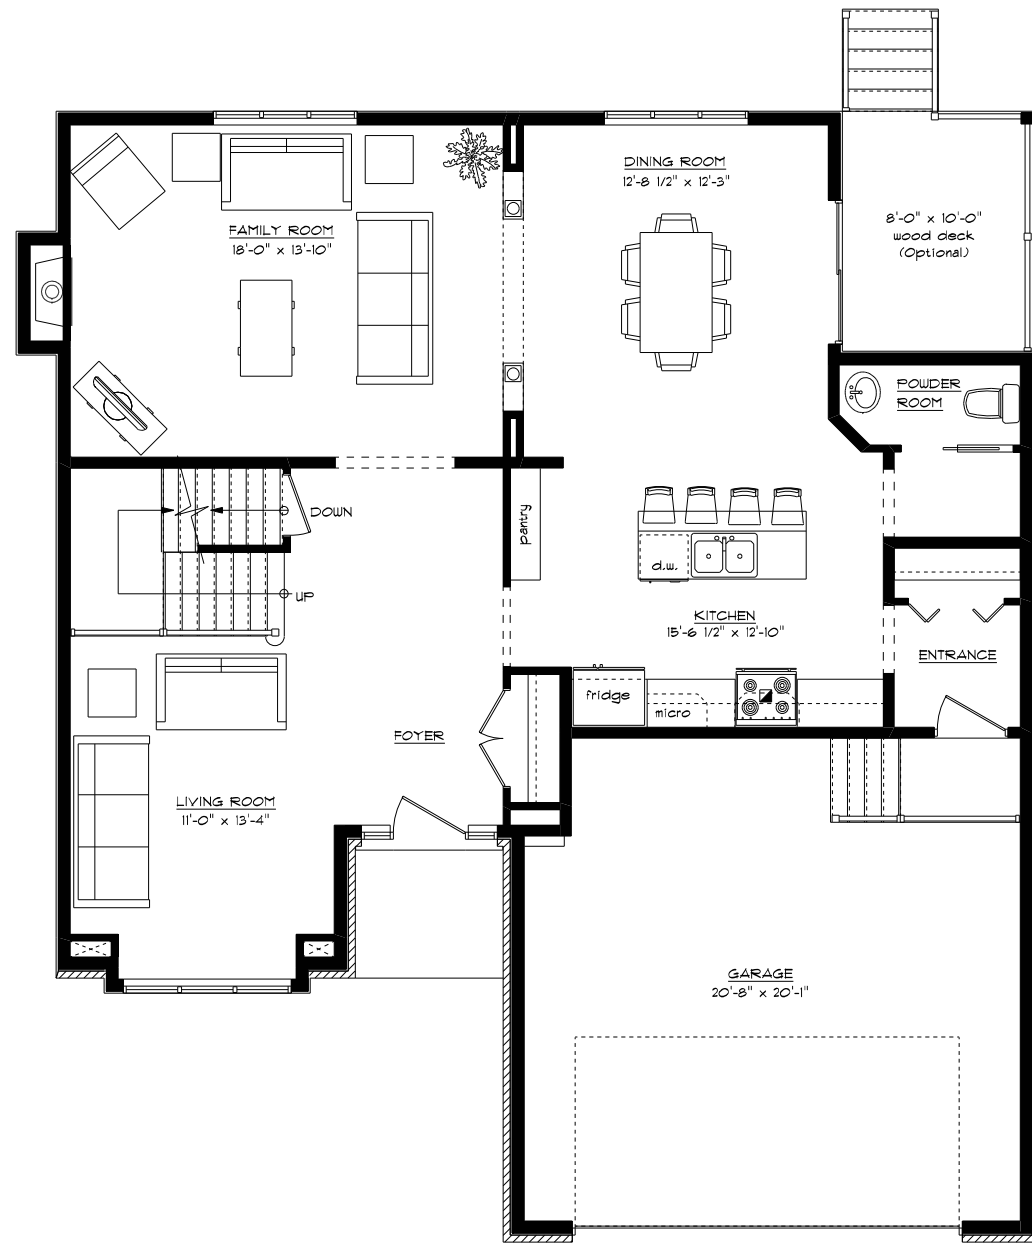 DINING ROOM
12'-8 1/2" x 12'-3"
8'-0" x 10'-0"
wood deck
(Optional)
FAMILY ROOM
18'-0" x 13'-10"
POWDER
ROOM
DOWN
pantry
d.w.
UP
KITCHEN
15'-6 1/2" x 12'-10"
ENTRANCE
fridge
micro
FOYER
LIVING ROOM
11'-0" x 13'-4"
GARAGE
20'-8" x 20'-1"